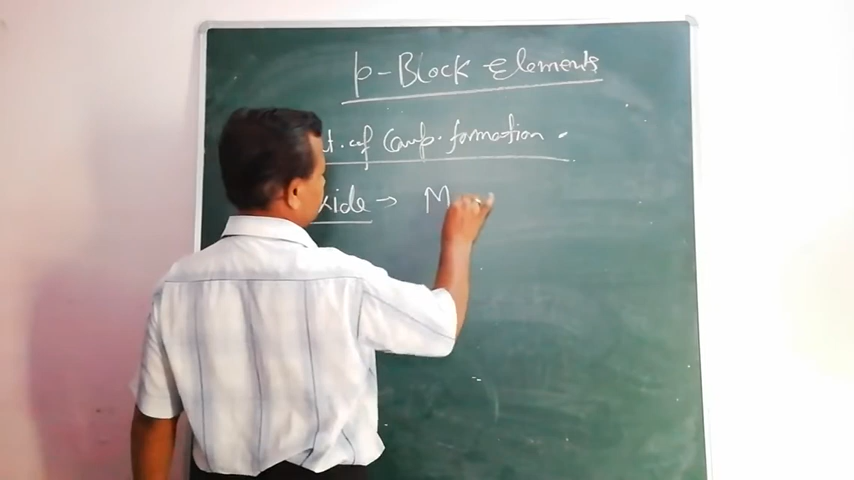 p-Block Elements
t. of Comp. formation.
xide → M